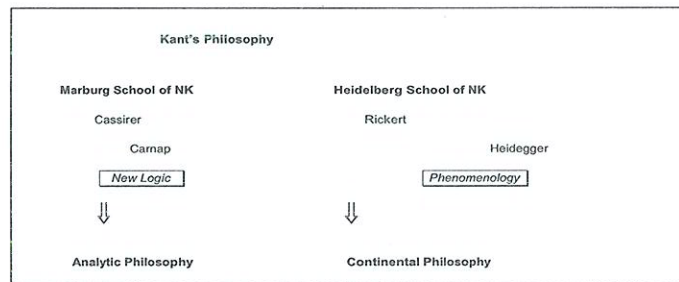 Kant's Philosophy
Marburg School of NK
Heidelberg School of NK
Cassirer
Rickert
Carnap
Heidegger
New Logic
Phenomenology
Analytic Philosophy
Continental Philosophy